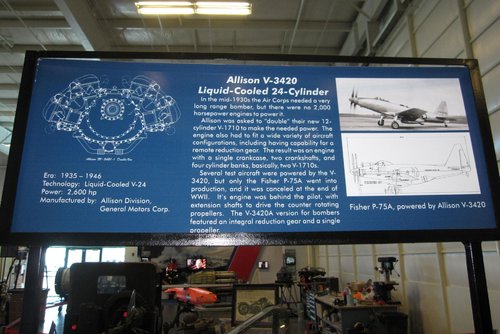 Allison V-3420
Liquid-Cooled 24-Cylinder
In the mid-1930s the Air Corps needed a very
long range bomber, but there were no 2,000
horsepower engines to power it.
Allison was asked to "double" their new 12-
cylinder V-1710 to make the needed power. The
engine also had to fit a wide variety of aircraft
configurations, including having capability for a
remote reduction gear. The result was an engine
with a single crankcase, two crankshafts, and
four cylinder banks, basically, two V-1710s.
Several test aircraft were powered by the V-
3420, but only the Fisher P-75A went into
production, and it was canceled at the end of
WWII. It's engine was behind the pilot, with
extension shafts to drive the counter rotating
propellers. The V-3420A version for bombers
featured an integral reduction gear and a single
propeller.
Era: 1935 – 1946
Technology: Liquid-Cooled V-24
Power: 2,600 hp
Manufactured by: Allison Division,
General Motors Corp.
Fisher P-75A, powered by Allison V-3420